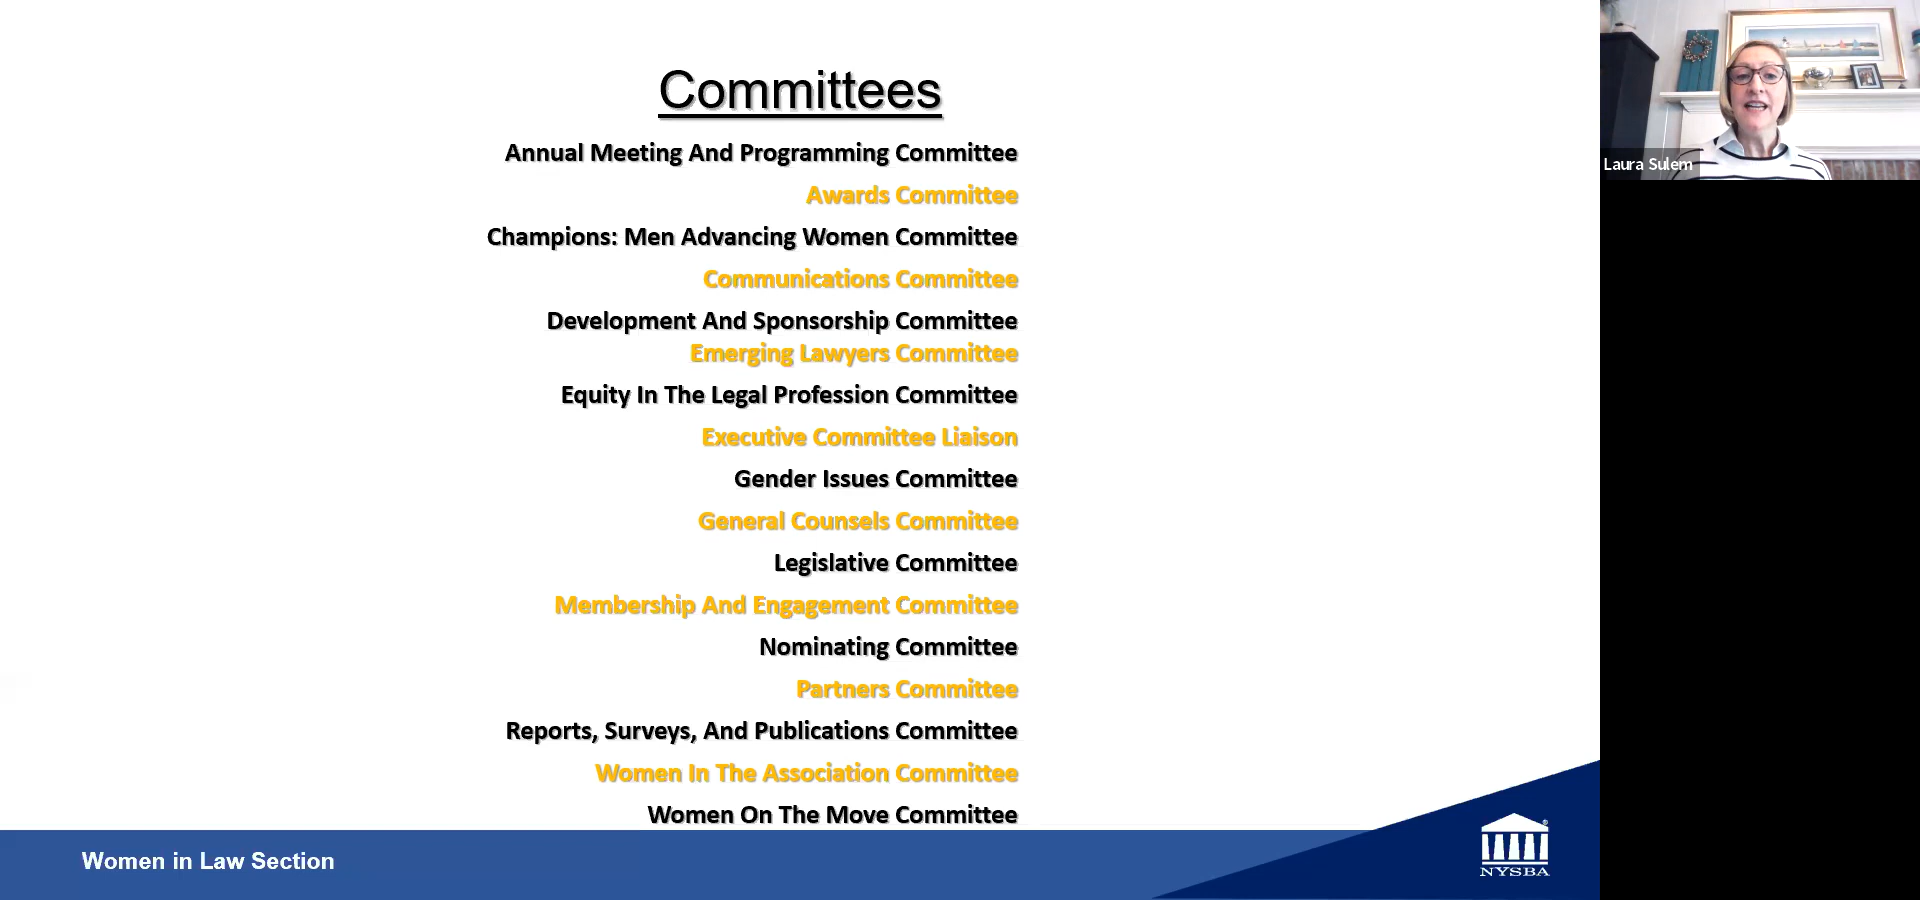 Committees
Annual Meeting And Programming Committee
Awards Committee
Champions: Men Advancing Women Committee
Communications Committee
Development And Sponsorship Committee
Emerging Lawyers Committee
Equity In The Legal Profession Committee
Executive Committee Liaison
Gender Issues Committee
General Counsels Committee
Legislative Committee
Membership And Engagement Committee
Nominating Committee
Partners Committee
Reports, Surveys, And Publications Committee
Women In The Association Committee
Women On The Move Committee
Women in Law Section
NYSBA
®
Laura Sulem